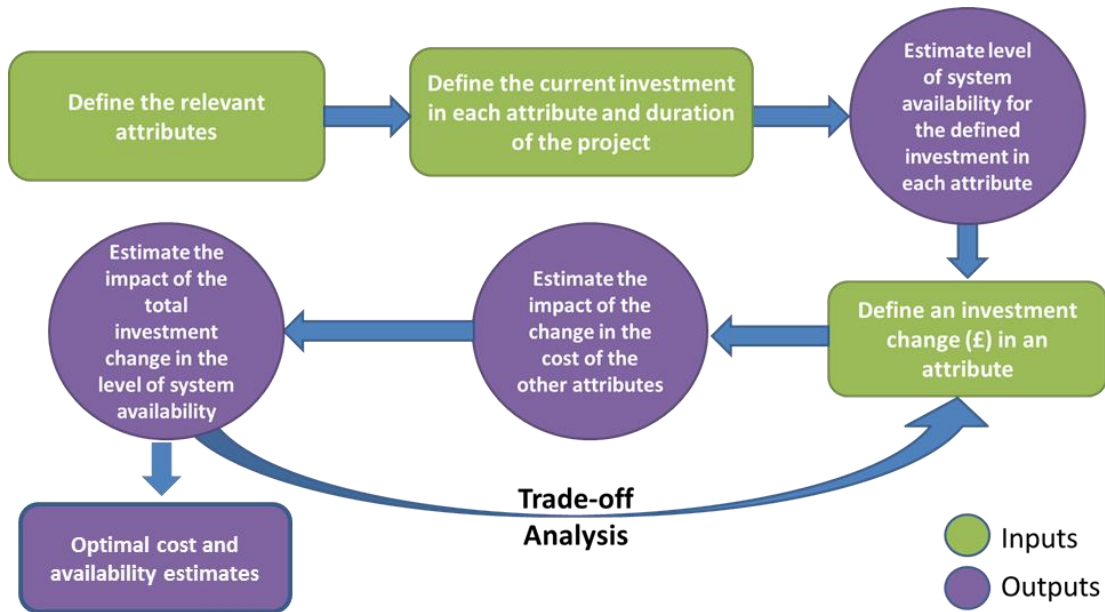 Define the relevant
attributes
Define the current investment
in each attribute and duration
of the project
Estimate level
of system
availability for
the defined
investment in
each attribute
Define an investment
change (£) in an
attribute
Estimate the
impact of the
change in the
cost of the
other attributes
Estimate the
impact of the
total
investment
change in the
level of system
availability
Trade-off
Analysis
Optimal cost and
availability estimates
Inputs
Outputs